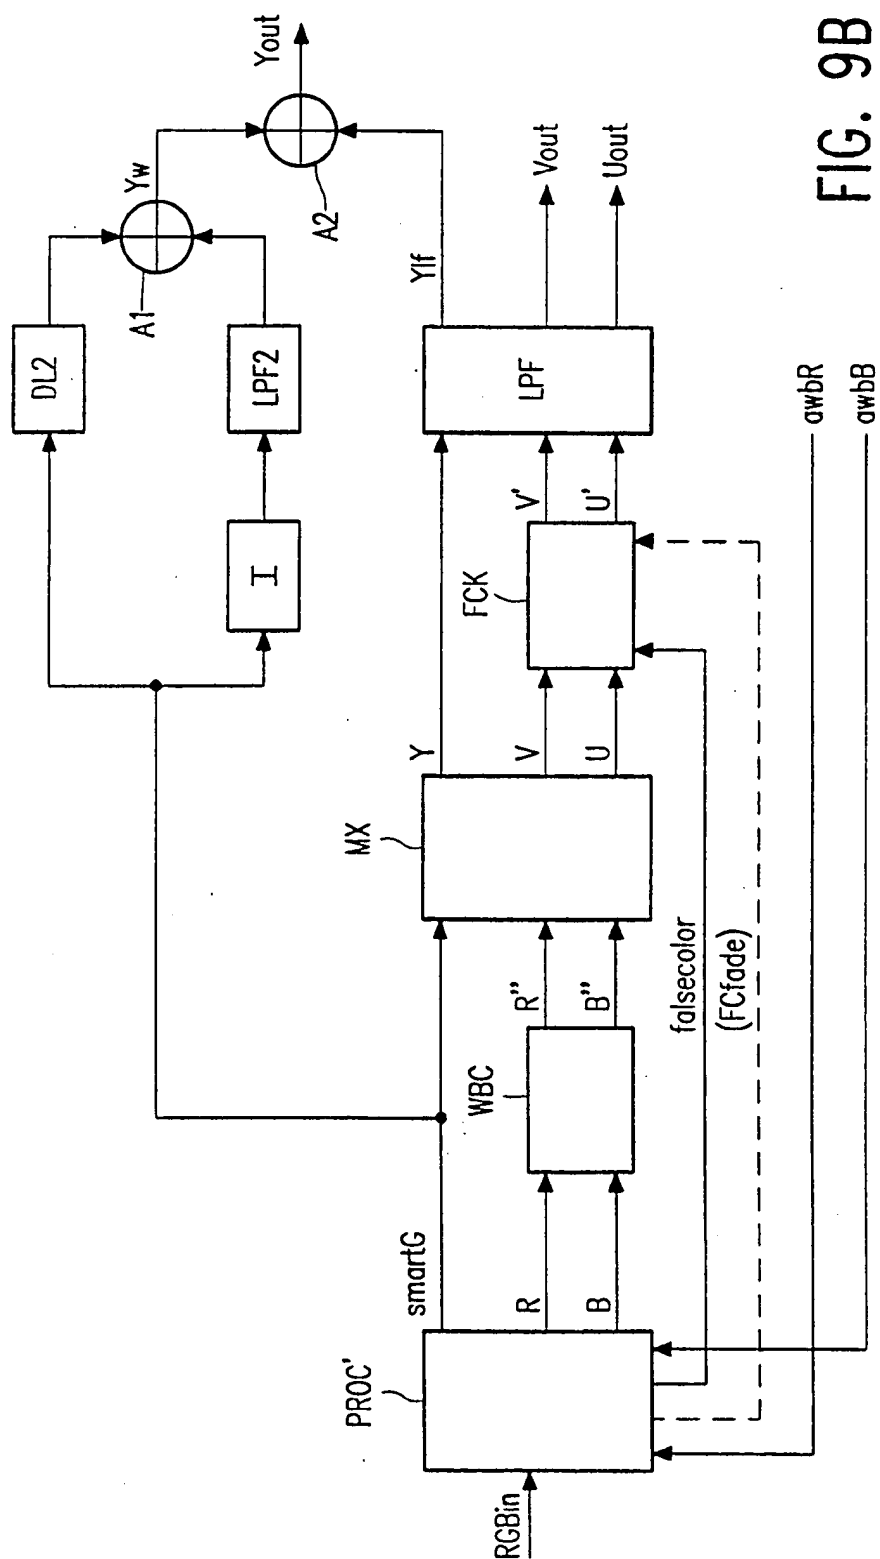 Yout
DL2
Yw
A1
A2
LPF2
I
Ylf
LPF
Vout
Uout
Y
V
U
V'
U'
FCK
MX
WBC
R''
B''
smartG
R
B
PROC'
RGBin
falsecolor
(FCfade)
awbR
awbB
FIG. 9B